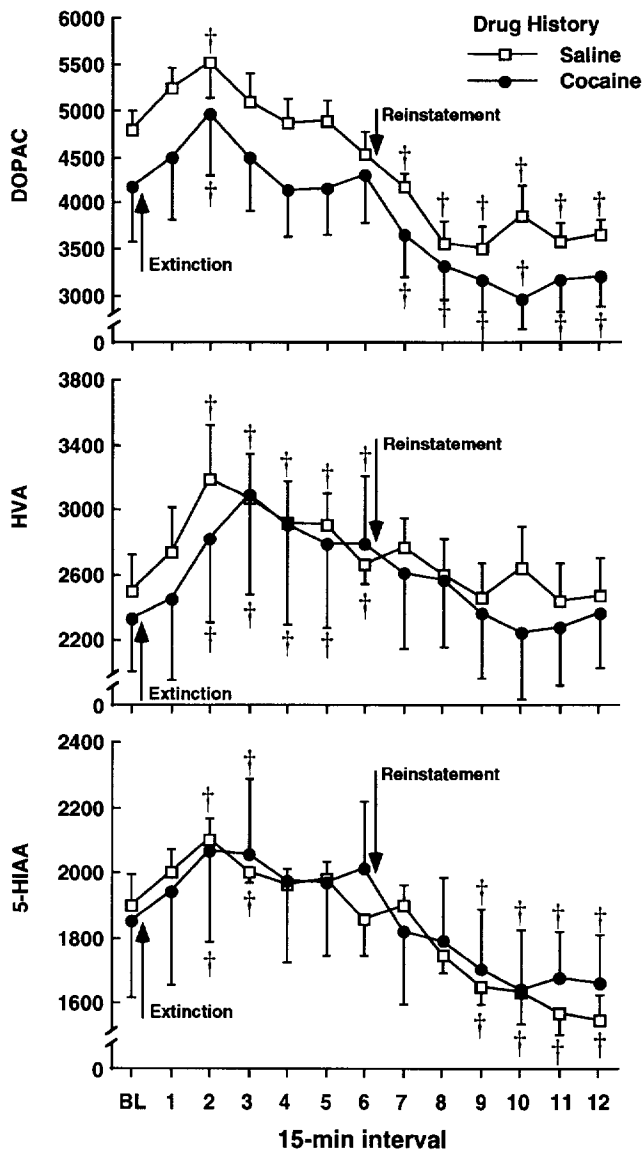 Drug History
Saline
Cocaine
DOPAC
6000
5500
5000
4500
4000
3500
3000
0
†
†
Reinstatement
Extinction
† † † † † †
† † † † † †
HVA
3800
3400
3000
2600
2200
0
† † † † †
† † † † †
Reinstatement
Extinction
5-HIAA
2400
2200
2000
1800
1600
0
† †
† †
Reinstatement
Extinction
† † † †
† † † †
BL 1 2 3 4 5 6 7 8 9 10 11 12
15-min interval